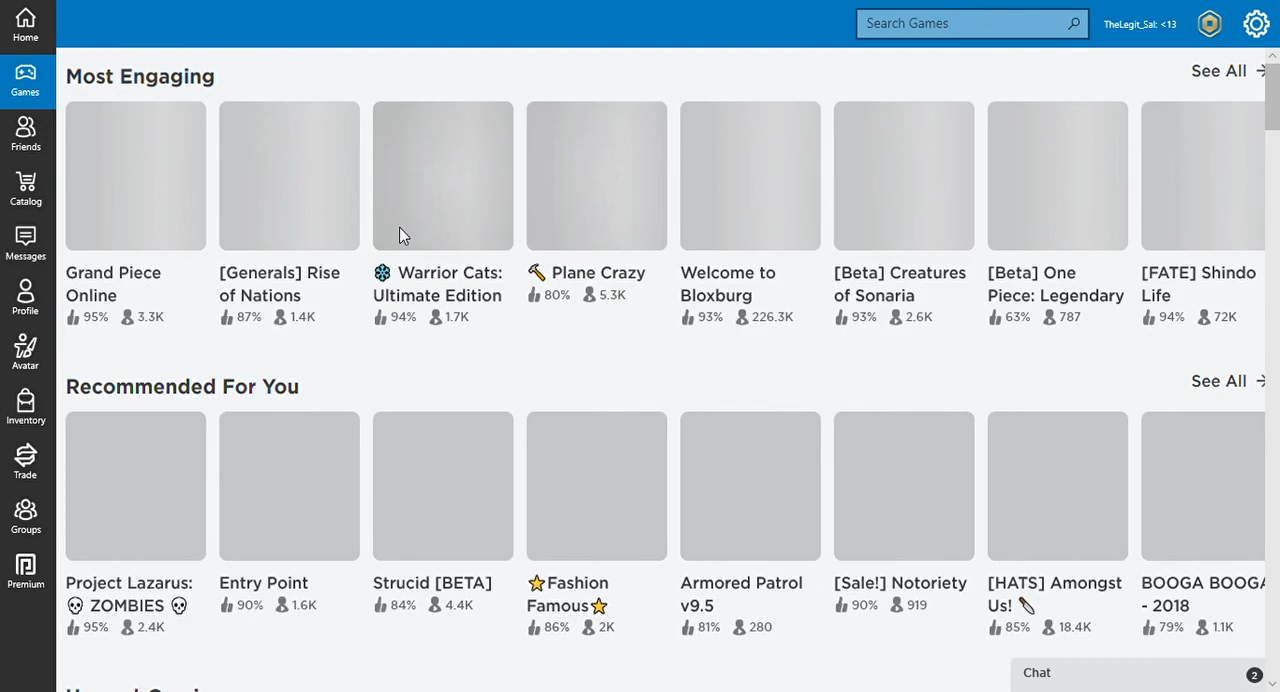 Home
Search Games
TheLegit_Sal: <13
Games
Friends
Catalog
Messages
Profile
Avatar
Inventory
Trade
Groups
Premium
Most Engaging
See All
Grand Piece
Online
95% 3.3K
[Generals] Rise
of Nations
87% 1.4K
Warrior Cats:
Ultimate Edition
94% 1.7K
Plane Crazy
80% 5.3K
Welcome to
Bloxburg
93% 226.3K
[Beta] Creatures
of Sonaria
93% 2.6K
[Beta] One
Piece: Legendary
63% 787
[FATE] Shindo
Life
94% 72K
Recommended For You
See All
Project Lazarus:
💀 ZOMBIES 💀
95% 2.4K
Entry Point
90% 1.6K
Strucid [BETA]
84% 4.4K
⭐Fashion
Famous⭐
86% 2K
Armored Patrol
v9.5
81% 280
[Sale!] Notoriety
90% 919
[HATS] Amongst
Us! 🔪
85% 18.4K
BOOGA BOOGA
- 2018
79% 1.1K
Chat 2